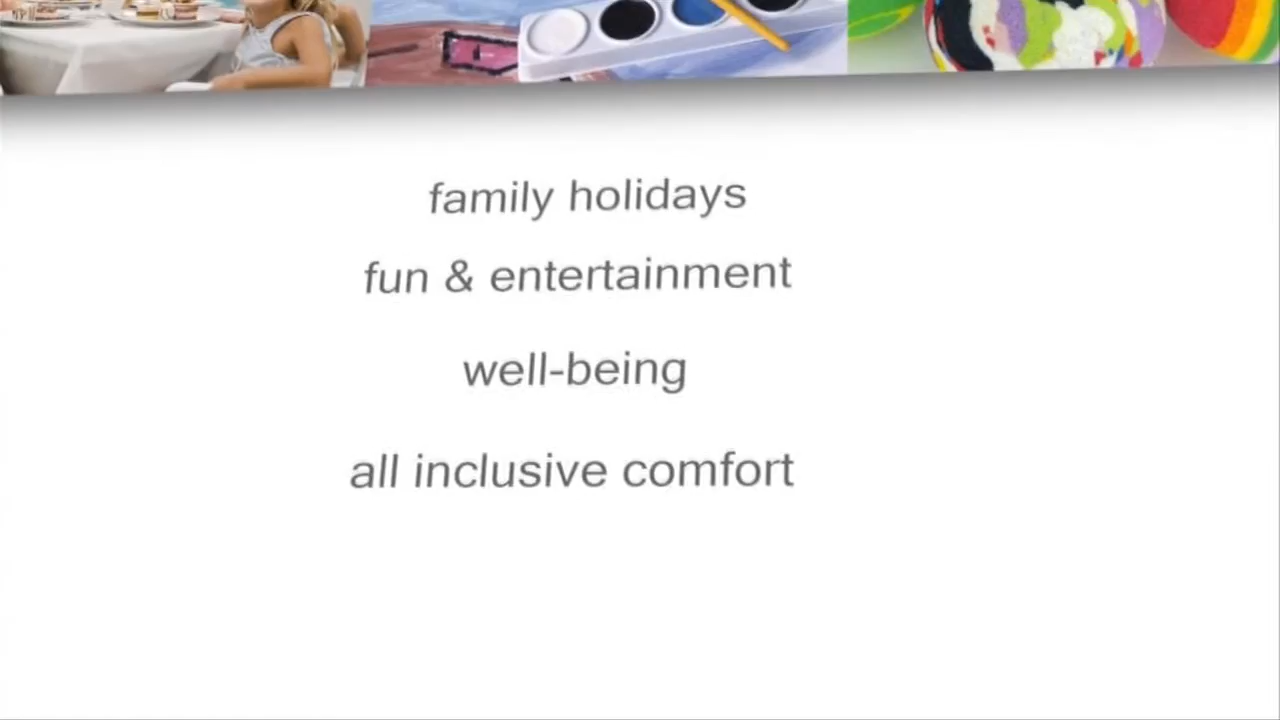 family holidays
fun & entertainment
well-being
all inclusive comfort